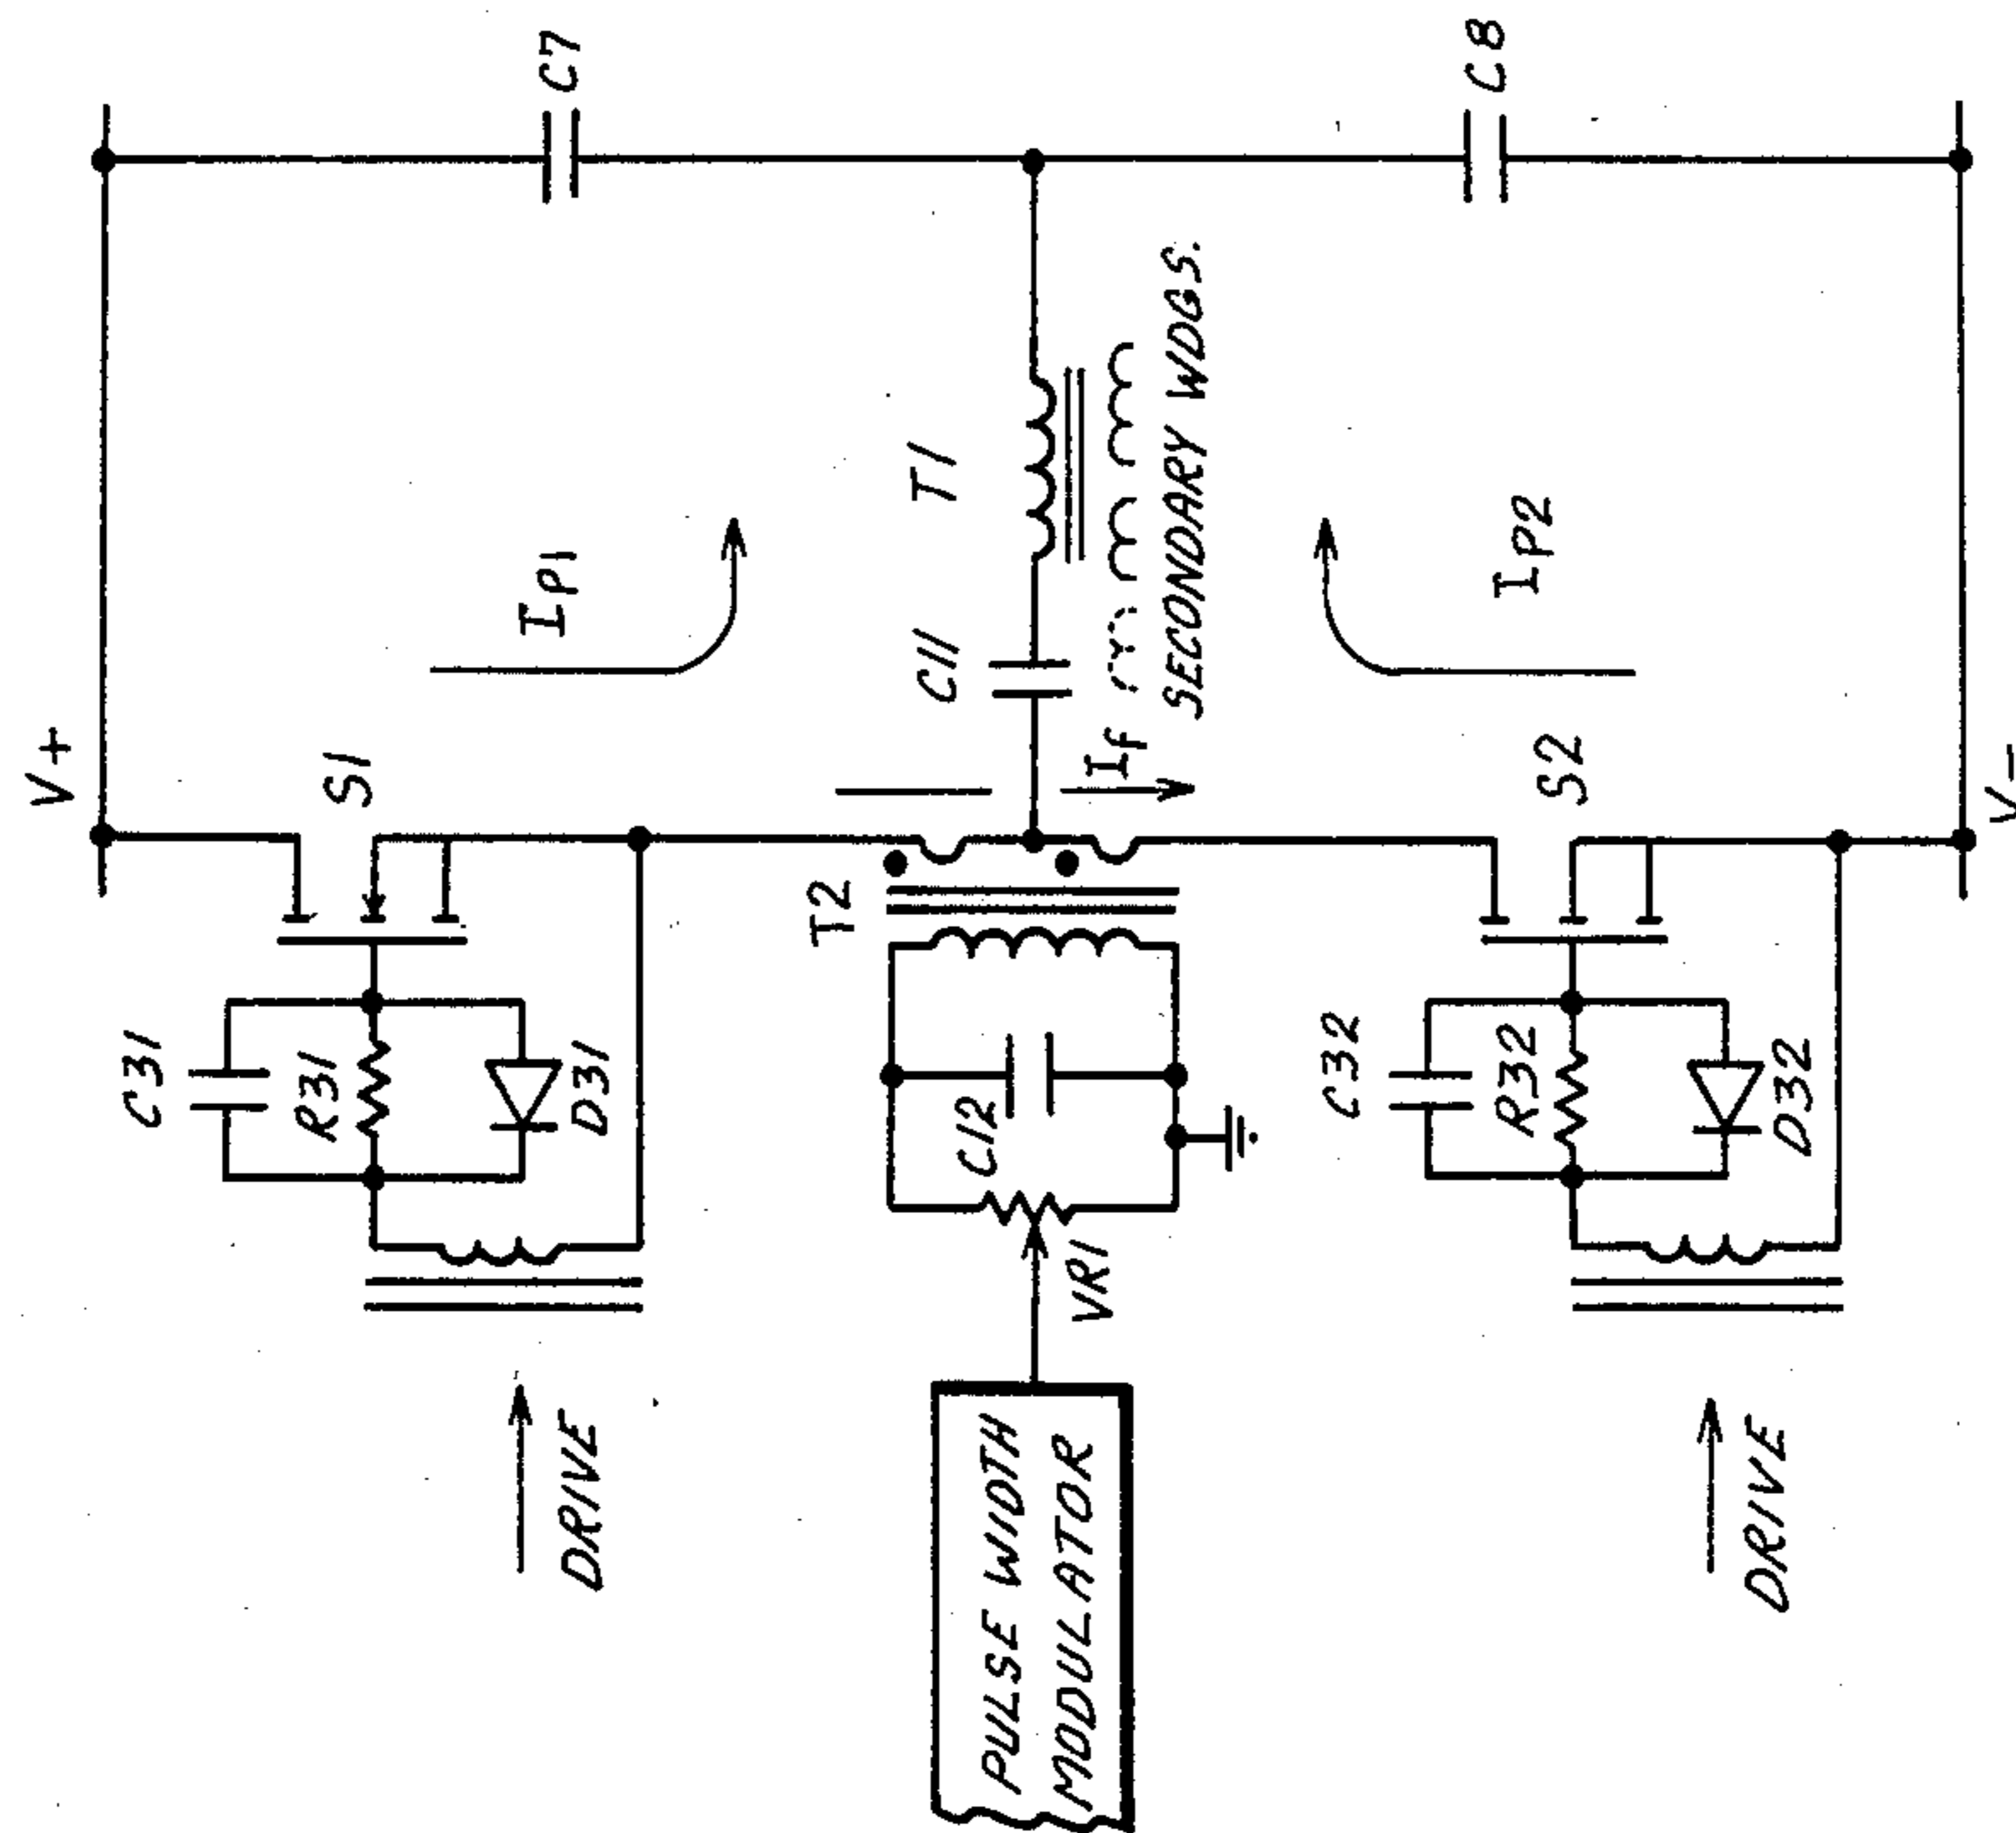 V+
C7
S1
Ip1
C31
R31
D31
DRIVE
T2
C11
T1
If
SECONDARY WDGS.
C12
VR1
PULSE WIDTH
MODULATOR
Ip2
C8
S2
C32
R32
D32
DRIVE
V-